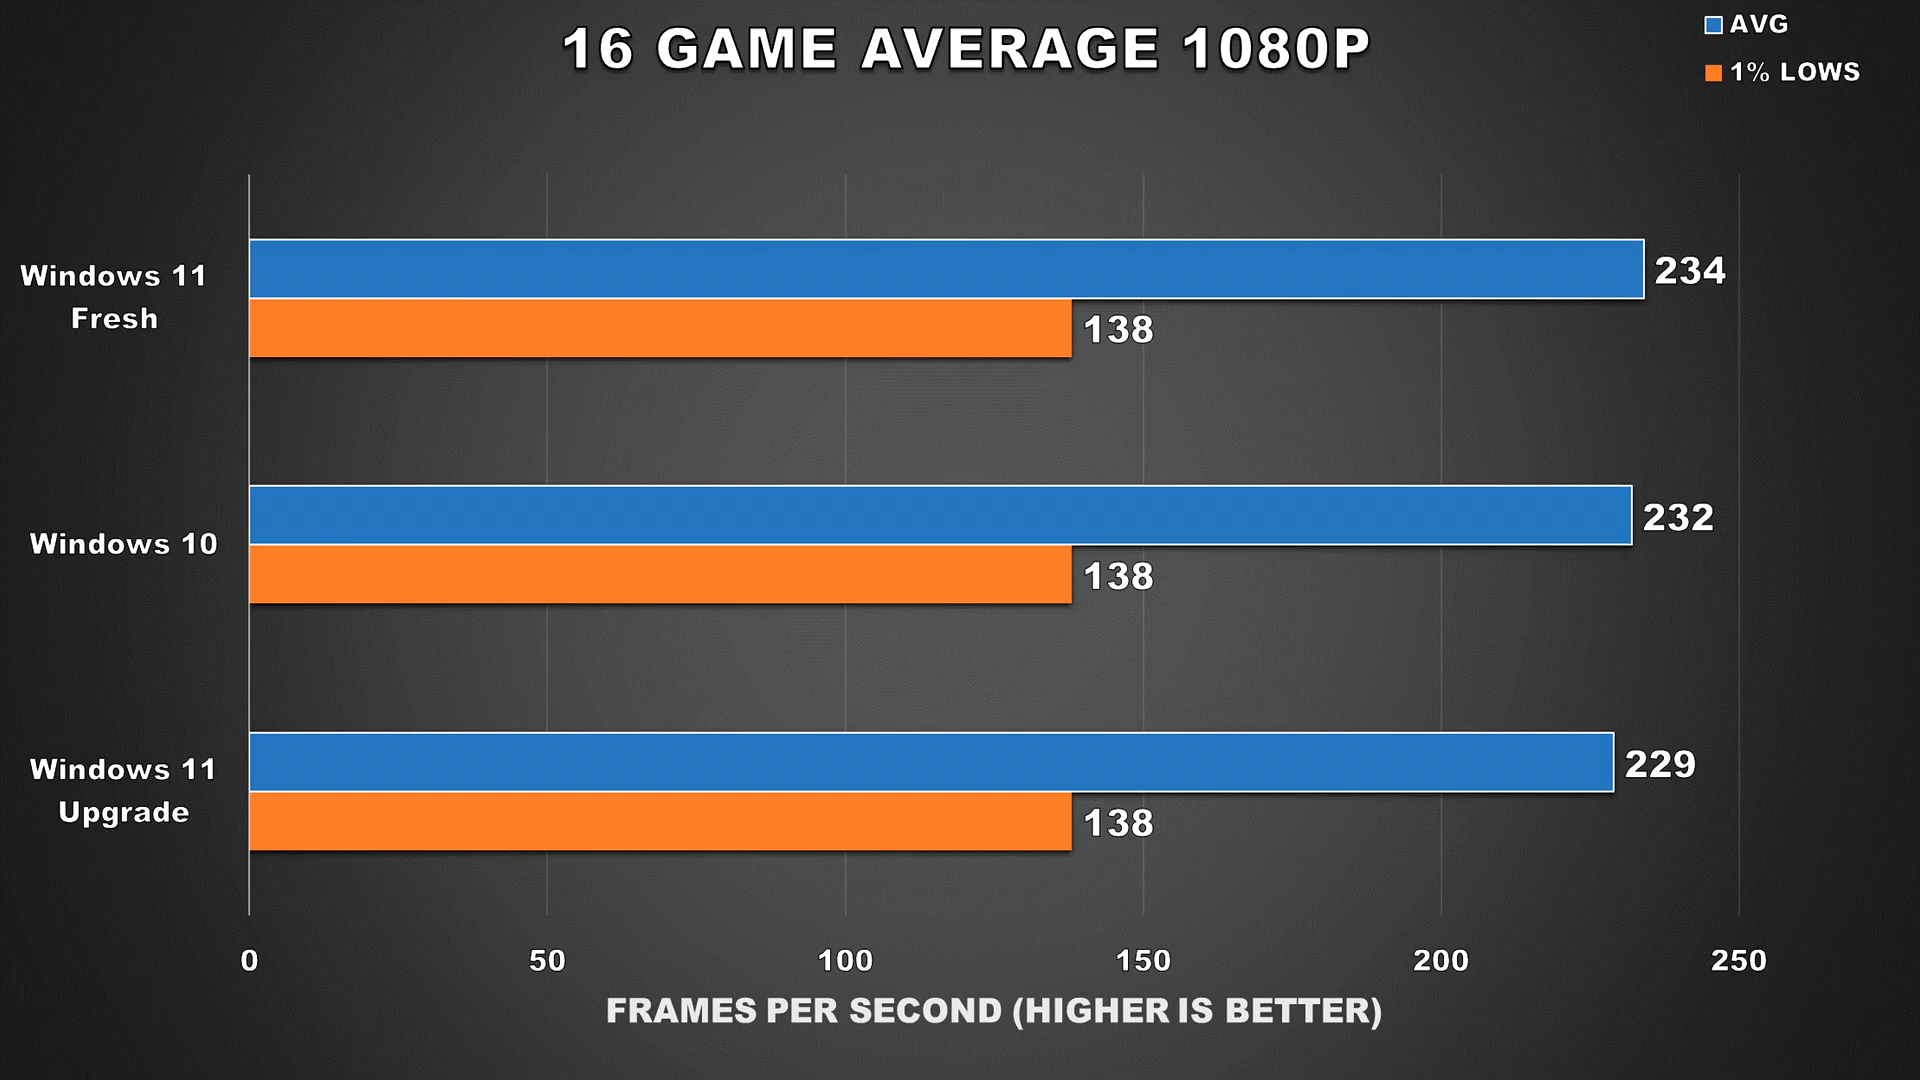 16 GAME AVERAGE 1080P
AVG
1% LOWS
Windows 11
Fresh
234
138
Windows 10
232
138
Windows 11
Upgrade
229
138
0 50 100 150 200 250
FRAMES PER SECOND (HIGHER IS BETTER)